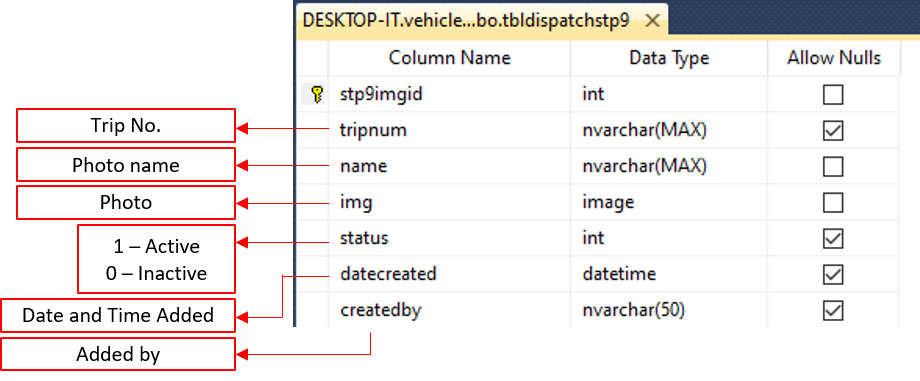 DESKTOP-IT.vehicle...bo.tbldispatchstp9 ✕
Column Name Data Type Allow Nulls
stp9imgid int
Trip No. tripnum nvarchar(MAX)
Photo name name nvarchar(MAX)
Photo img image
1 – Active
0 – Inactive
status int
datecreated datetime
Date and Time Added createdby nvarchar(50)
Added by